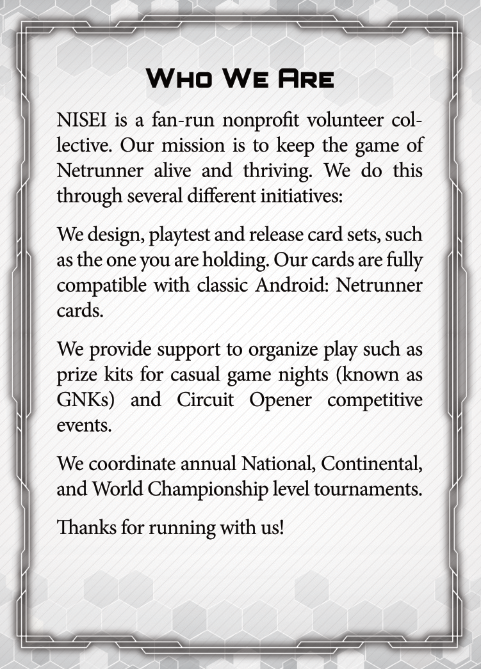 Who We Are
NISEI is a fan-run nonprofit volunteer col-
lective. Our mission is to keep the game of
Netrunner alive and thriving. We do this
through several different initiatives:
We design, playtest and release card sets, such
as the one you are holding. Our cards are fully
compatible with classic Android: Netrunner
cards.
We provide support to organize play such as
prize kits for casual game nights (known as
GNKs) and Circuit Opener competitive
events.
We coordinate annual National, Continental,
and World Championship level tournaments.
Thanks for running with us!